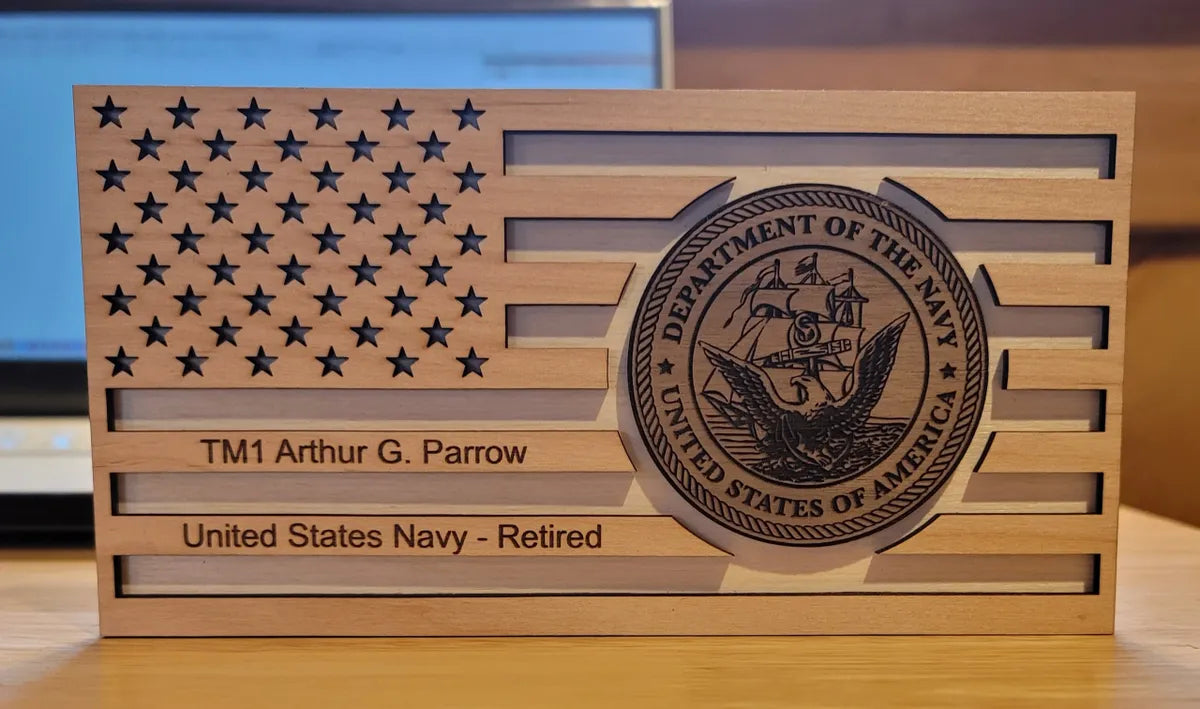 DEPARTMENT OF THE NAVY
UNITED STATES OF AMERICA
TM1 Arthur G. Parrow
United States Navy - Retired